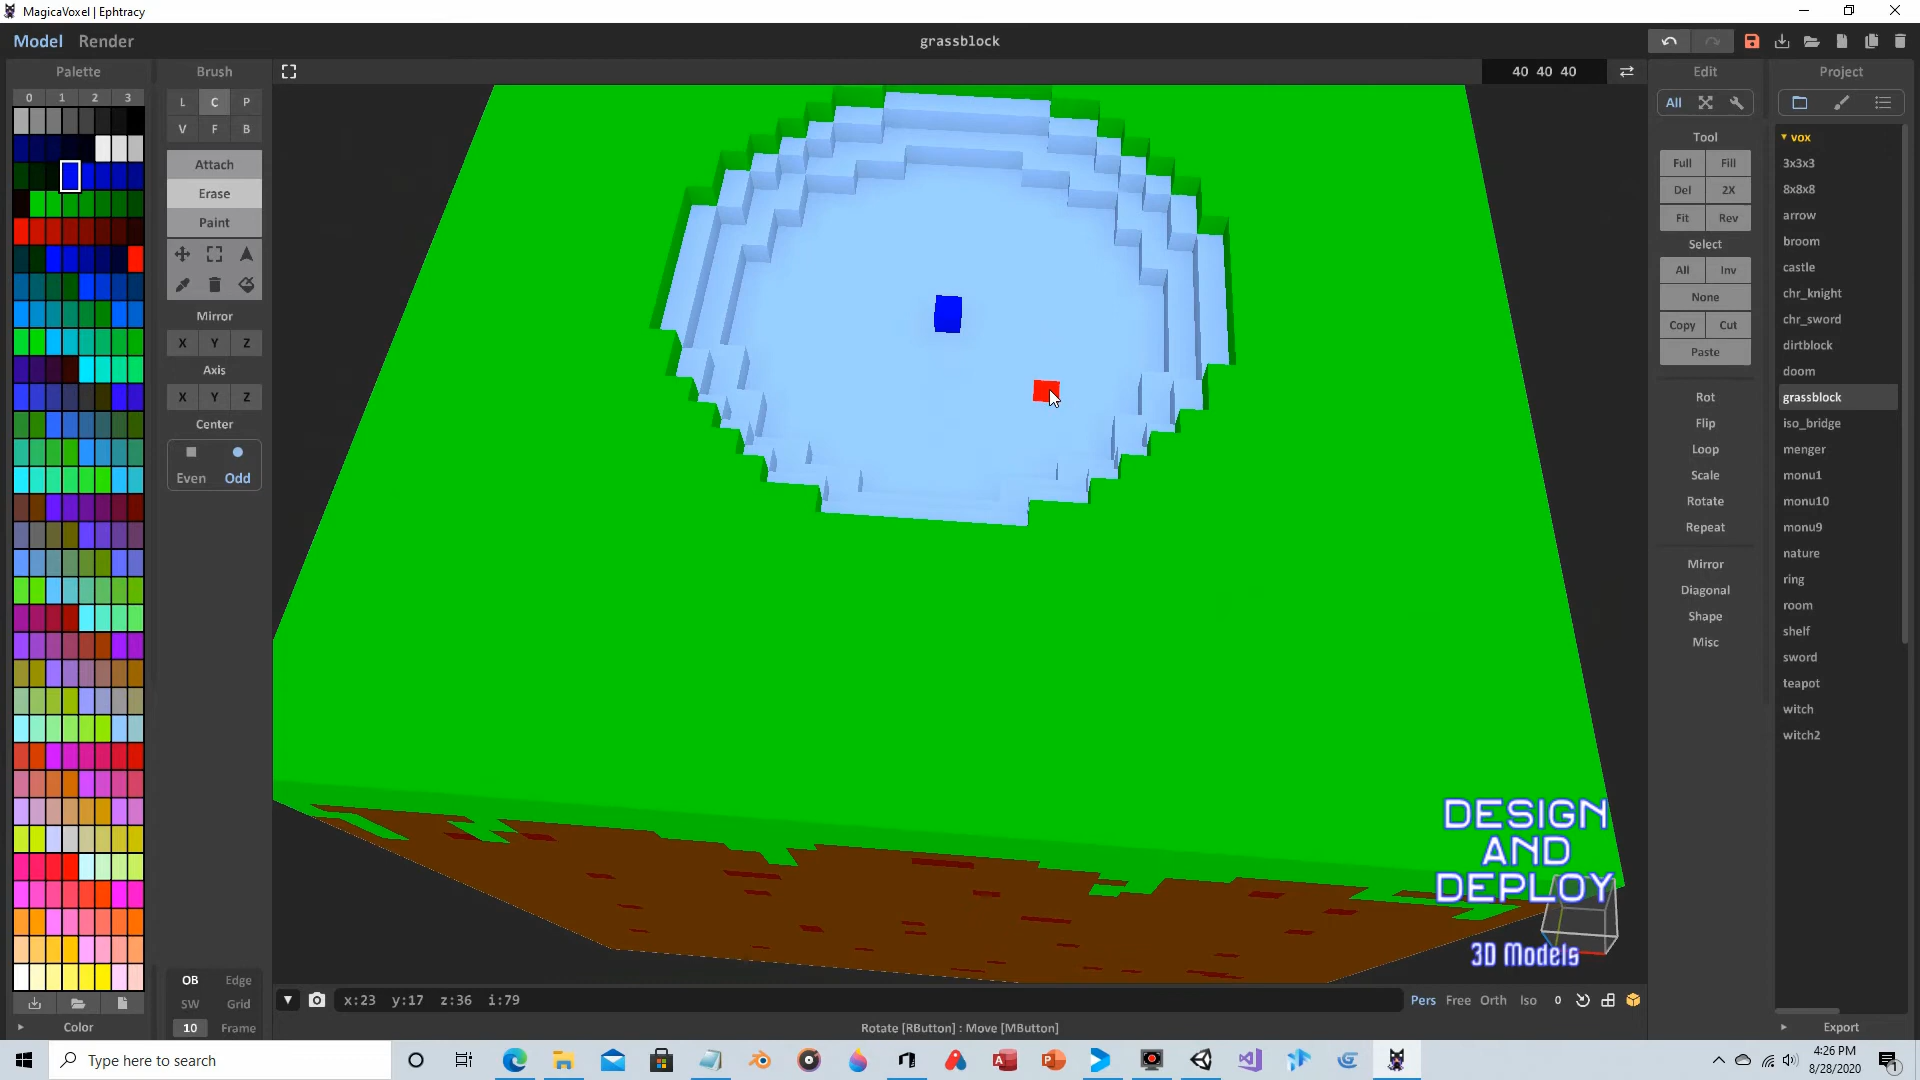 MagicaVoxel | Ephtracy
Model Render
grassblock
Palette
Brush
40 40 40
Edit
Project
0 1 2 3
L C P
V F B
All
Attach
Erase
Paint
Mirror
X Y Z
Axis
X Y Z
Center
Even Odd
Tool
Full Fill
Del 2X
Fit Rev
Select
All Inv
None
Copy Cut
Paste
Rot
Flip
Loop
Scale
Rotate
Repeat
Mirror
Diagonal
Shape
Misc
vox
3x3x3
8x8x8
arrow
broom
castle
chr_knight
chr_sword
dirtblock
doom
grassblock
iso_bridge
menger
monu1
monu10
monu9
nature
ring
room
shelf
sword
teapot
witch
witch2
DESIGN
AND
DEPLOY
3D Models
OB Edge
SW Grid
10 Frame
Color
x:23 y:17 z:36 i:79
Pers Free Orth Iso 0
Rotate [RButton] : Move [MButton]
Export
Type here to search
4:26 PM
8/28/2020
1